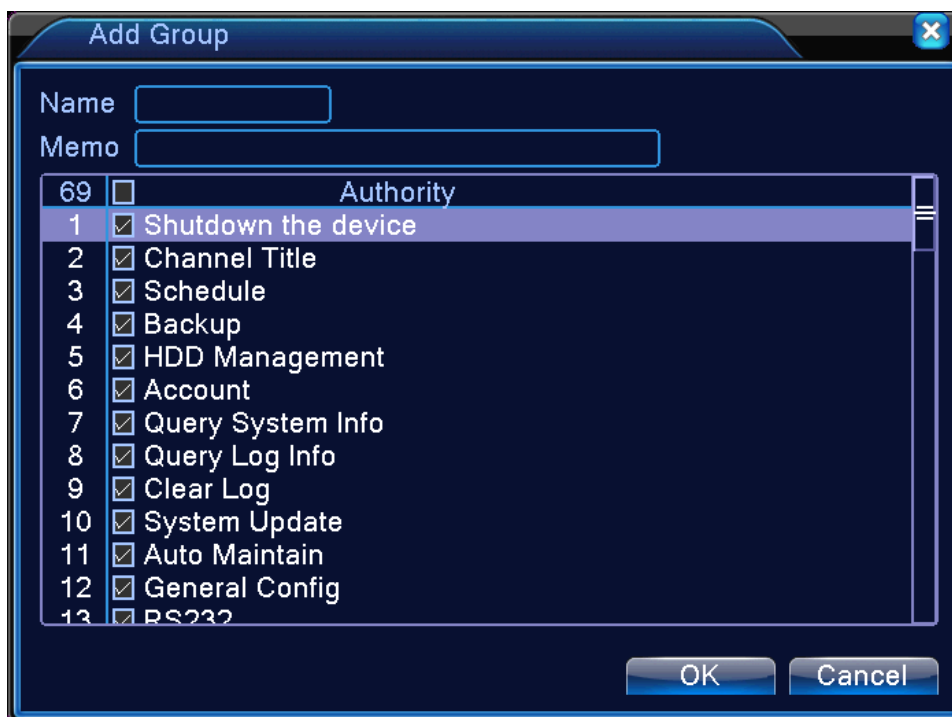 Add Group
Name
Memo
69 Authority
1 Shutdown the device
2 Channel Title
3 Schedule
4 Backup
5 HDD Management
6 Account
7 Query System Info
8 Query Log Info
9 Clear Log
10 System Update
11 Auto Maintain
12 General Config
13 RS232
OK Cancel